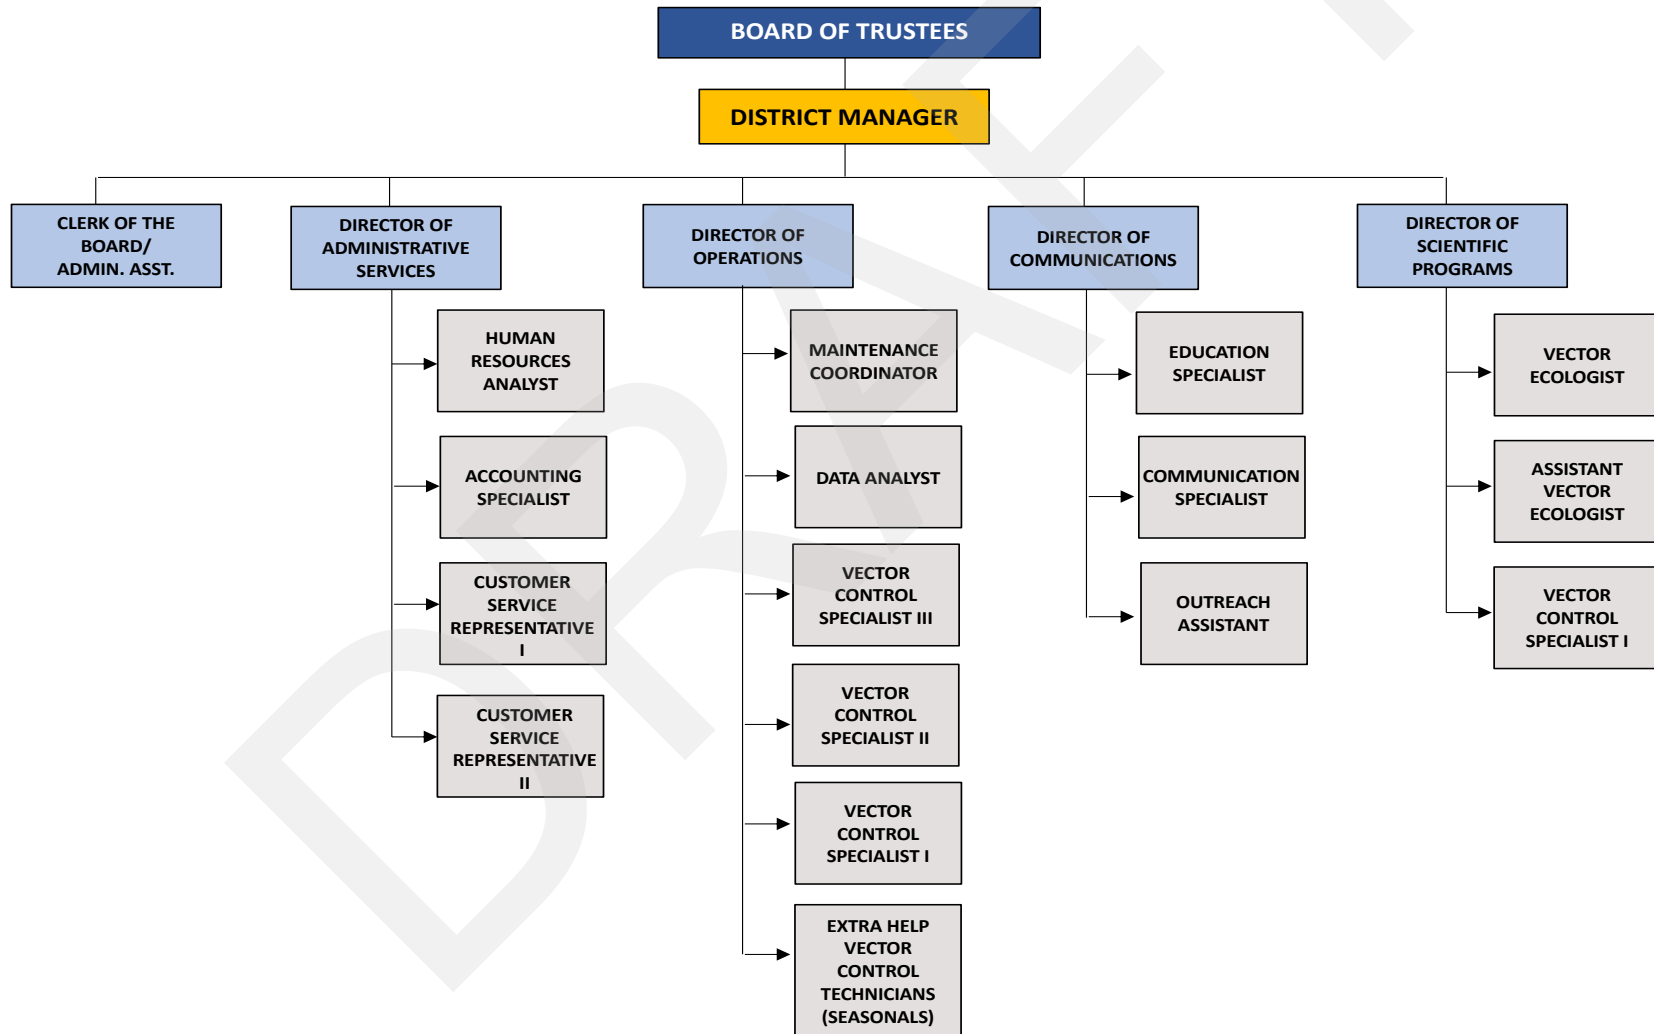 BOARD OF TRUSTEES
DISTRICT MANAGER
CLERK OF THE
BOARD/
ADMIN. ASST.
DIRECTOR OF
ADMINISTRATIVE
SERVICES
DIRECTOR OF
OPERATIONS
DIRECTOR OF
COMMUNICATIONS
DIRECTOR OF
SCIENTIFIC
PROGRAMS
HUMAN
RESOURCES
ANALYST
ACCOUNTING
SPECIALIST
CUSTOMER
SERVICE
REPRESENTATIVE
I
CUSTOMER
SERVICE
REPRESENTATIVE
II
MAINTENANCE
COORDINATOR
DATA ANALYST
VECTOR
CONTROL
SPECIALIST III
VECTOR
CONTROL
SPECIALIST II
VECTOR
CONTROL
SPECIALIST I
EXTRA HELP
VECTOR
CONTROL
TECHNICIANS
(SEASONALS)
EDUCATION
SPECIALIST
COMMUNICATION
SPECIALIST
OUTREACH
ASSISTANT
VECTOR
ECOLOGIST
ASSISTANT
VECTOR
ECOLOGIST
VECTOR
CONTROL
SPECIALIST I
DRAFT